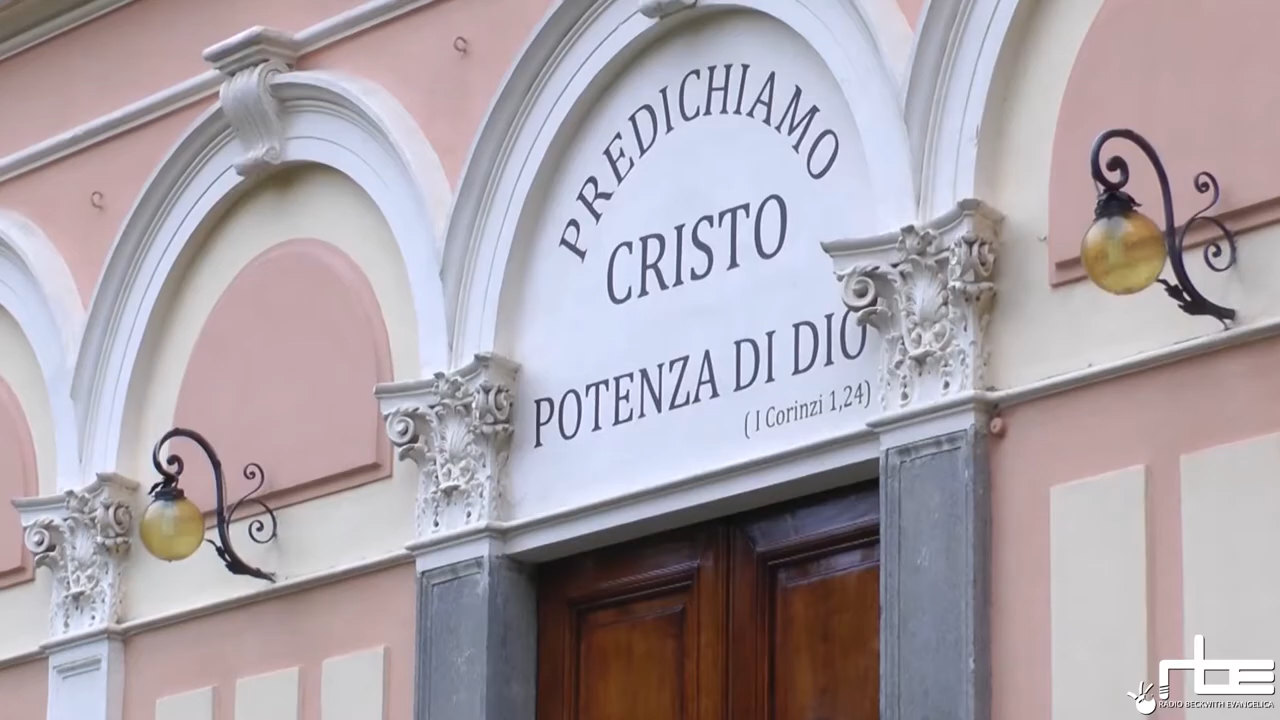 PREDICHIAMO
CRISTO
POTENZA DI DIO
( I Corinzi 1,24)
rbe
RADIO BECKWITH EVANGELICA